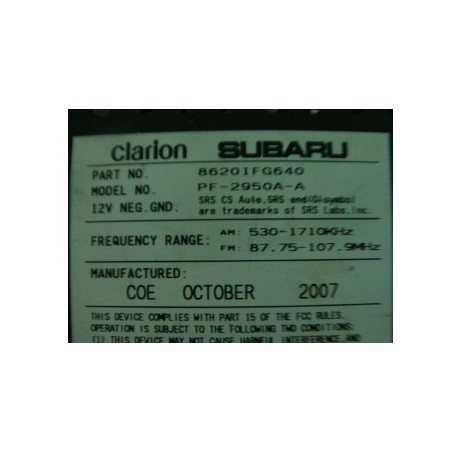 clarion SUBARU
PART NO. 86201FG640
MODEL NO. PF-2950A-A
12V NEG.GND. SRS CS Auto,SRS and (O symbol)
are trademarks of SRS Labs,Inc.
FREQUENCY RANGE: AM: 530-1710KHz
FM: 87.75-107.9MHz
MANUFACTURED:
COE OCTOBER 2007
THIS DEVICE COMPLIES WITH PART 15 OF THE FCC RULES.
OPERATION IS SUBJECT TO THE FOLLOWING TWO CONDITIONS:
(1) THIS DEVICE MAY NOT CAUSE HARMFUL INTERFERENCE,AND